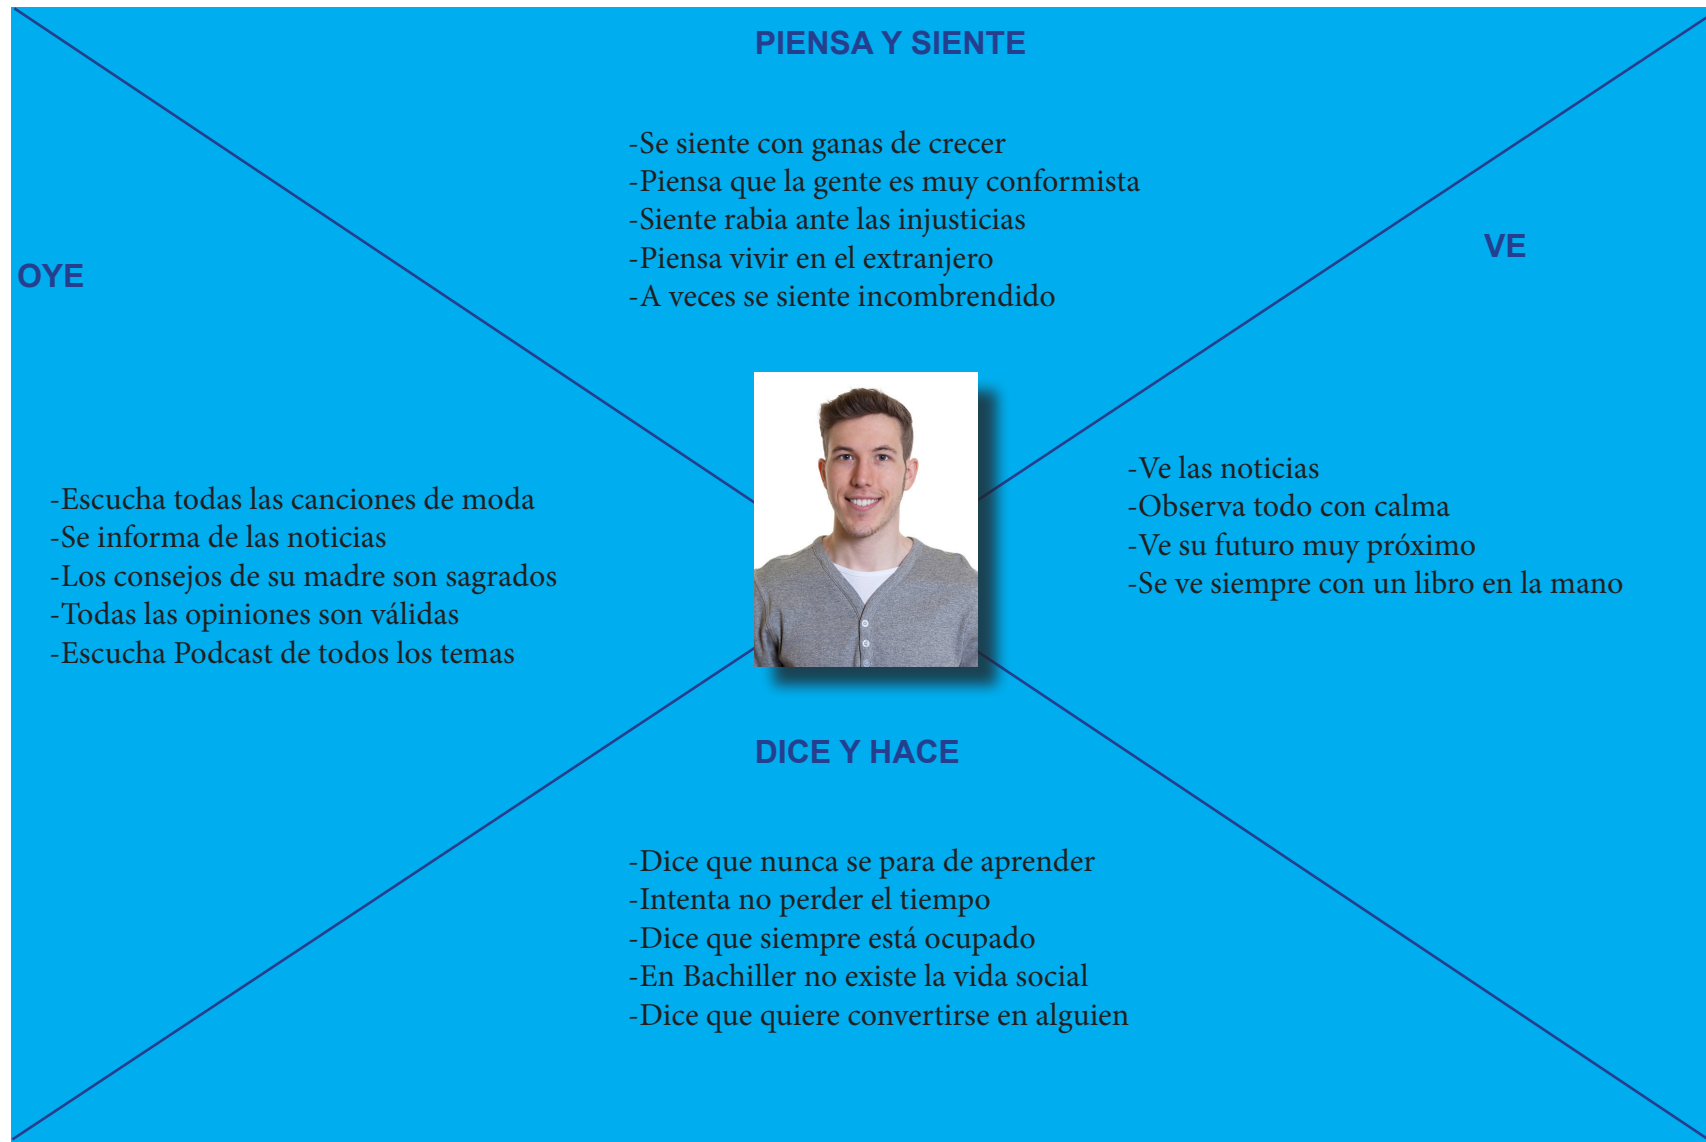 PIENSA Y SIENTE
-Se siente con ganas de crecer
-Piensa que la gente es muy conformista
-Siente rabia ante las injusticias
-Piensa vivir en el extranjero
-A veces se siente incombrendido
OYE
-Escucha todas las canciones de moda
-Se informa de las noticias
-Los consejos de su madre son sagrados
-Todas las opiniones son válidas
-Escucha Podcast de todos los temas
VE
-Ve las noticias
-Observa todo con calma
-Ve su futuro muy próximo
-Se ve siempre con un libro en la mano
DICE Y HACE
-Dice que nunca se para de aprender
-Intenta no perder el tiempo
-Dice que siempre está ocupado
-En Bachiller no existe la vida social
-Dice que quiere convertirse en alguien